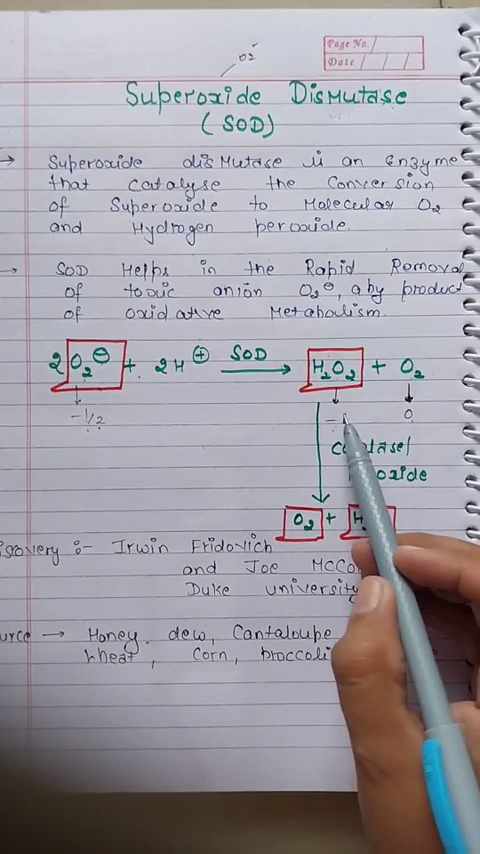 O₂⁻
Page No.
Date
Superoxide Dismutase
(SOD)
→ Superoxide disMutase is an Enzyme
that catalyse the Conversion
of Superoxide to Molecular O₂
and Hydrogen peroxide.
→ SOD Helps in the Rapid Removal
of toxic anion O₂⊖, a by product
of oxidative Metabolism.
2 O₂⊖ + 2H⊕ SOD → H₂O₂ + O₂
-1/2 0
O₂ +
:- Irwin Fridovich
and Joe
Duke university
→ Honey. dew, Cantaloupe
wheat, Corn, broccoli